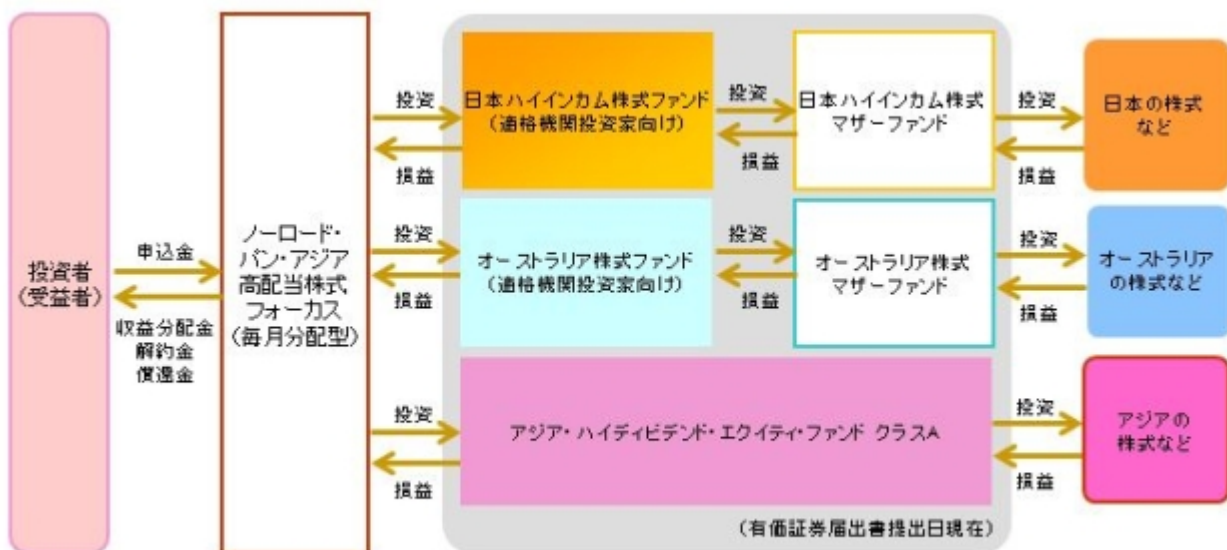 投資者
(受益者)
申込金
収益分配金
解約金
償還金
ノーロード・
パン・アジア
高配当株式
フォーカス
(毎月分配型)
投資
損益
日本ハイインカム株式ファンド
(適格機関投資家向け)
投資
損益
日本ハイインカム株式
マザーファンド
投資
損益
日本の株式
など
投資
損益
オーストラリア株式ファンド
(適格機関投資家向け)
投資
損益
オーストラリア株式
マザーファンド
投資
損益
オーストラリア
の株式など
投資
損益
アジア・ハイディビデンド・エクイティ・ファンド クラスA
投資
損益
アジアの
株式など
(有価証券届出書提出日現在)